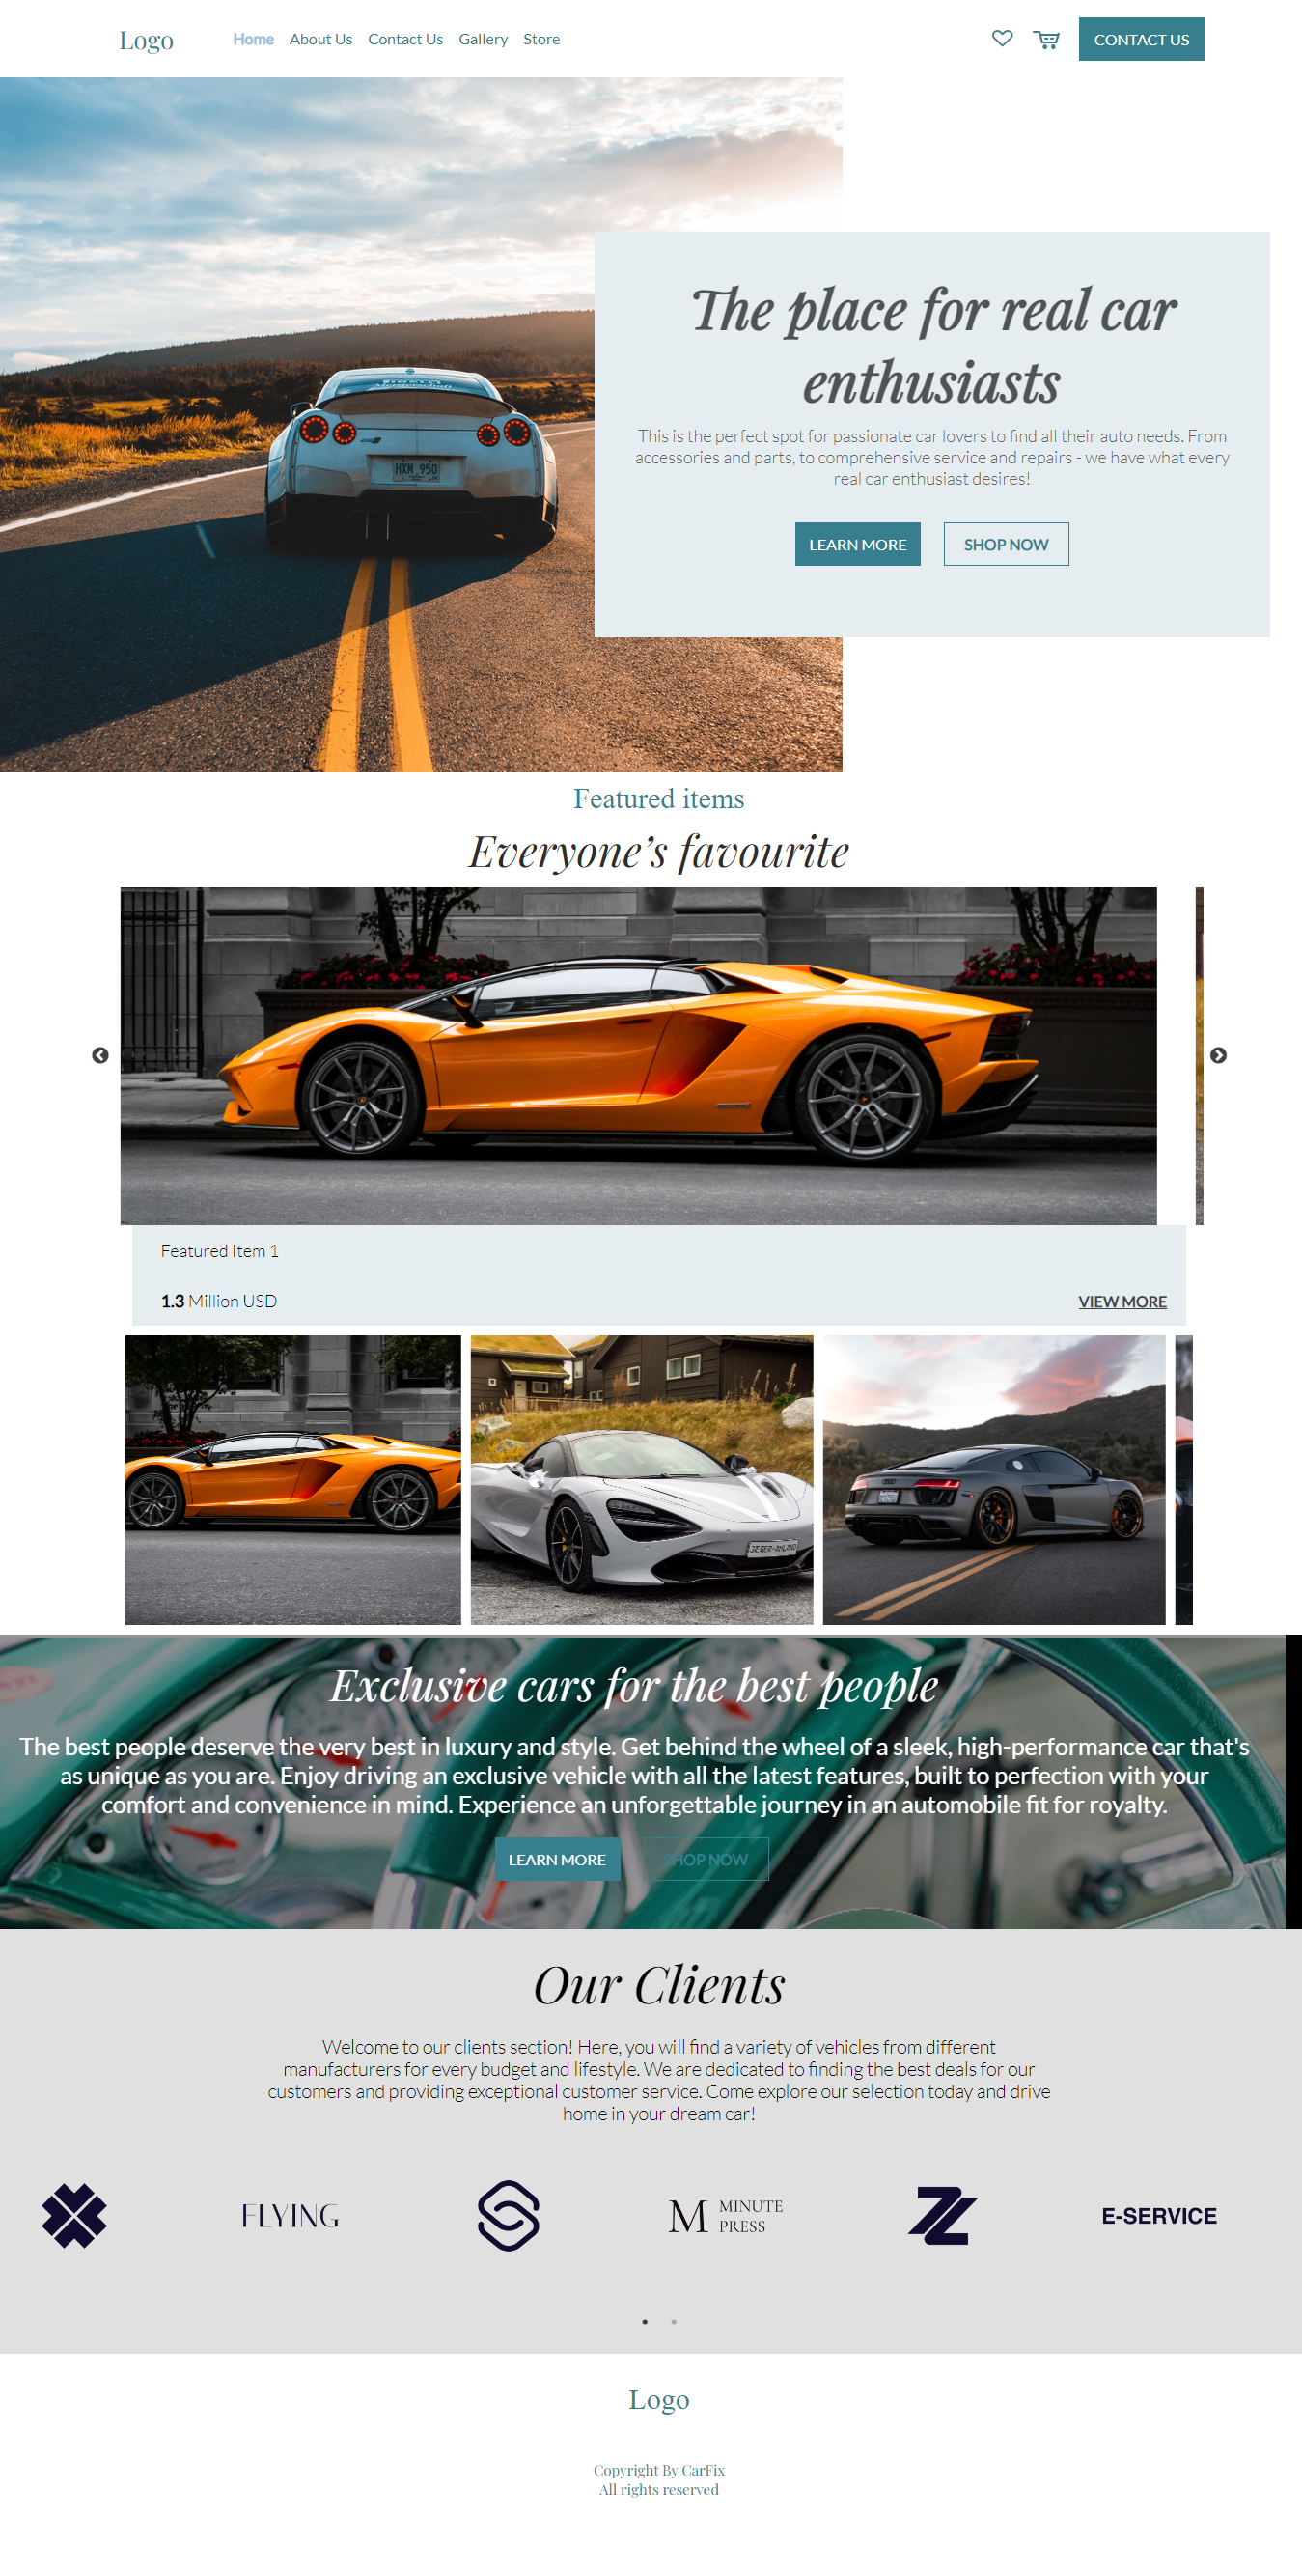 Logo
Home About Us Contact Us Gallery Store
CONTACT US
HXM 950
The place for real car
enthusiasts
This is the perfect spot for passionate car lovers to find all their auto needs. From
accessories and parts, to comprehensive service and repairs - we have what every
real car enthusiast desires!
LEARN MORE
SHOP NOW
Featured items
Everyone’s favourite
Featured Item 1
1.3 Million USD
VIEW MORE
Exclusive cars for the best people
The best people deserve the very best in luxury and style. Get behind the wheel of a sleek, high-performance car that's
as unique as you are. Enjoy driving an exclusive vehicle with all the latest features, built to perfection with your
comfort and convenience in mind. Experience an unforgettable journey in an automobile fit for royalty.
LEARN MORE
SHOP NOW
Our Clients
Welcome to our clients section! Here, you will find a variety of vehicles from different
manufacturers for every budget and lifestyle. We are dedicated to finding the best deals for our
customers and providing exceptional customer service. Come explore our selection today and drive
home in your dream car!
FLYING
M MINUTE
PRESS
E-SERVICE
Logo
Copyright By CarFix
All rights reserved